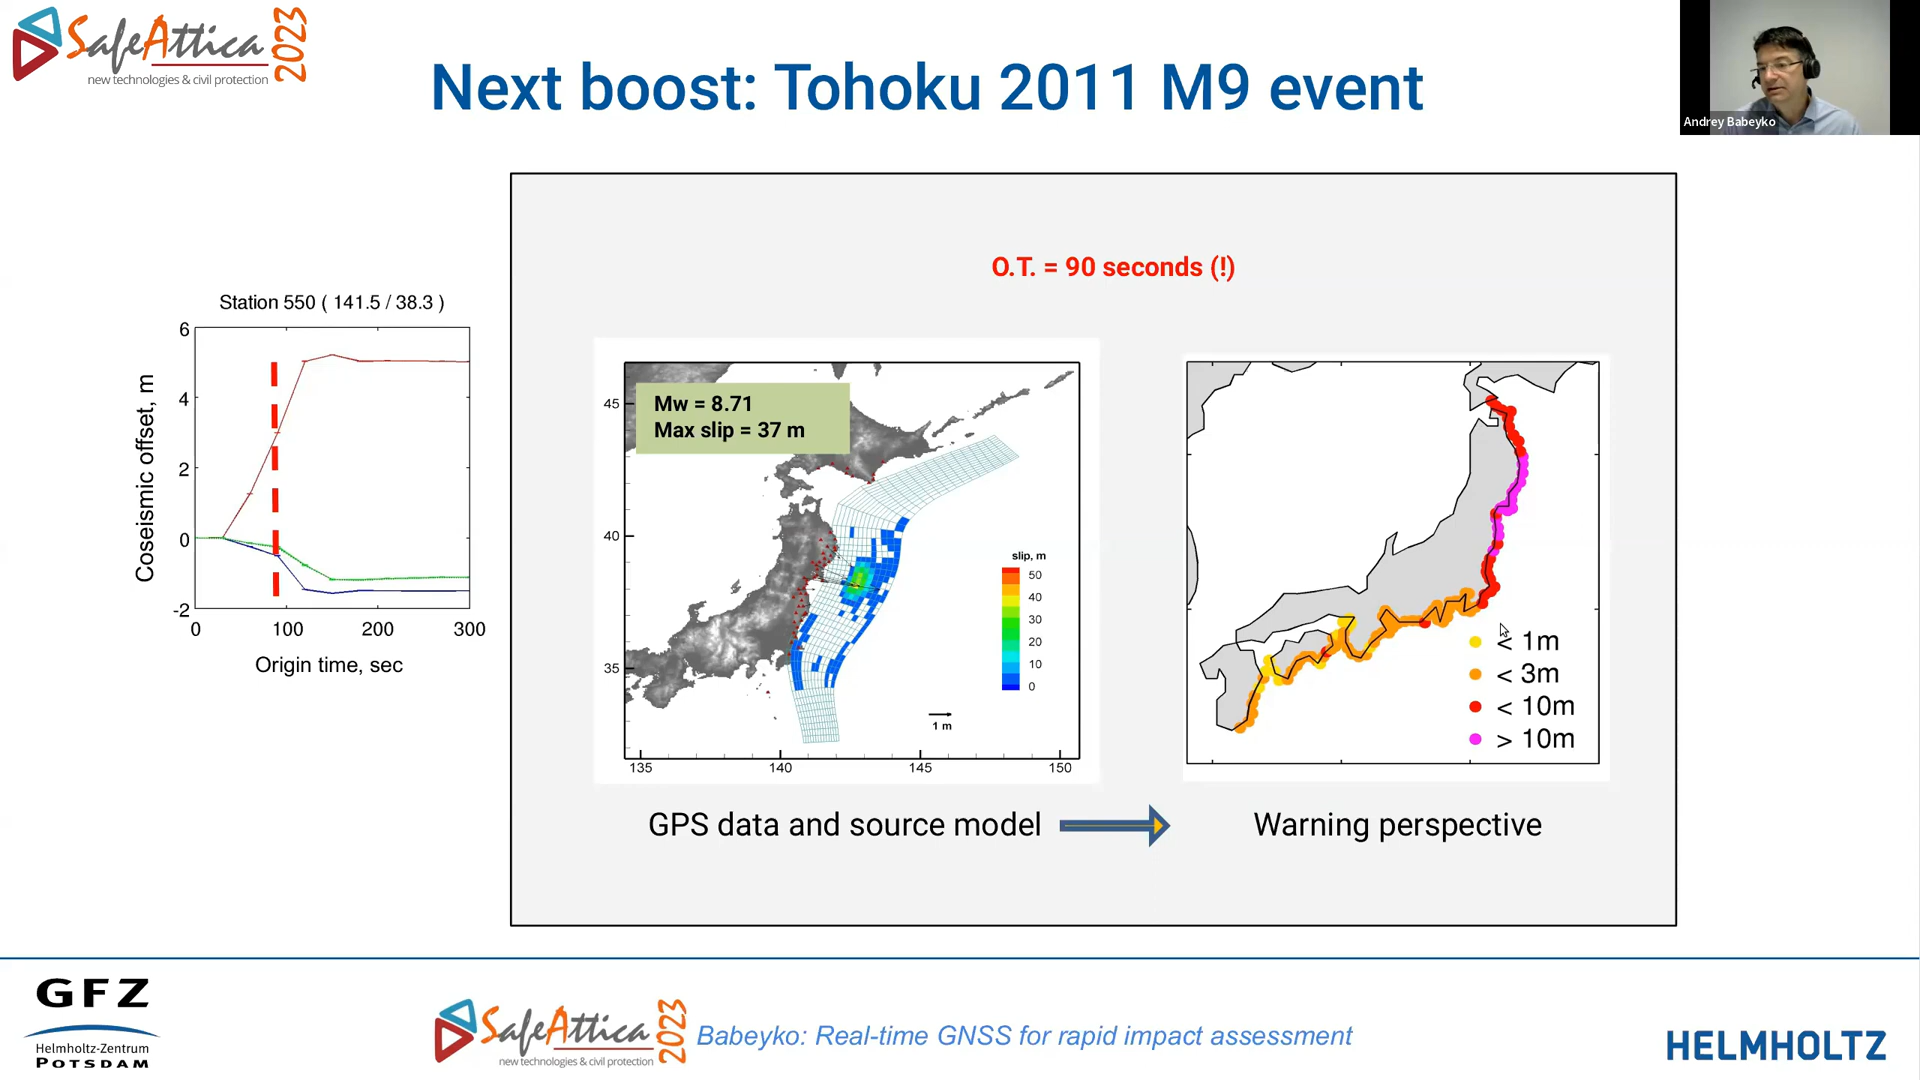 SafeAttica 2023
new technologies & civil protection
Next boost: Tohoku 2011 M9 event
Andrey Babeyko
O.T. = 90 seconds (!)
Station 550 ( 141.5 / 38.3 )
Coseismic offset, m
6
4
2
0
-2
0 100 200 300
Origin time, sec
Mw = 8.71
Max slip = 37 m
45
40
35
135 140 145 150
slip, m
50
40
30
20
10
0
1 m
< 1m
< 3m
< 10m
> 10m
GPS data and source model
Warning perspective
GFZ
Helmholtz-Zentrum
POTSDAM
SafeAttica 2023
new technologies & civil protection
Babeyko: Real-time GNSS for rapid impact assessment
HELMHOLTZ